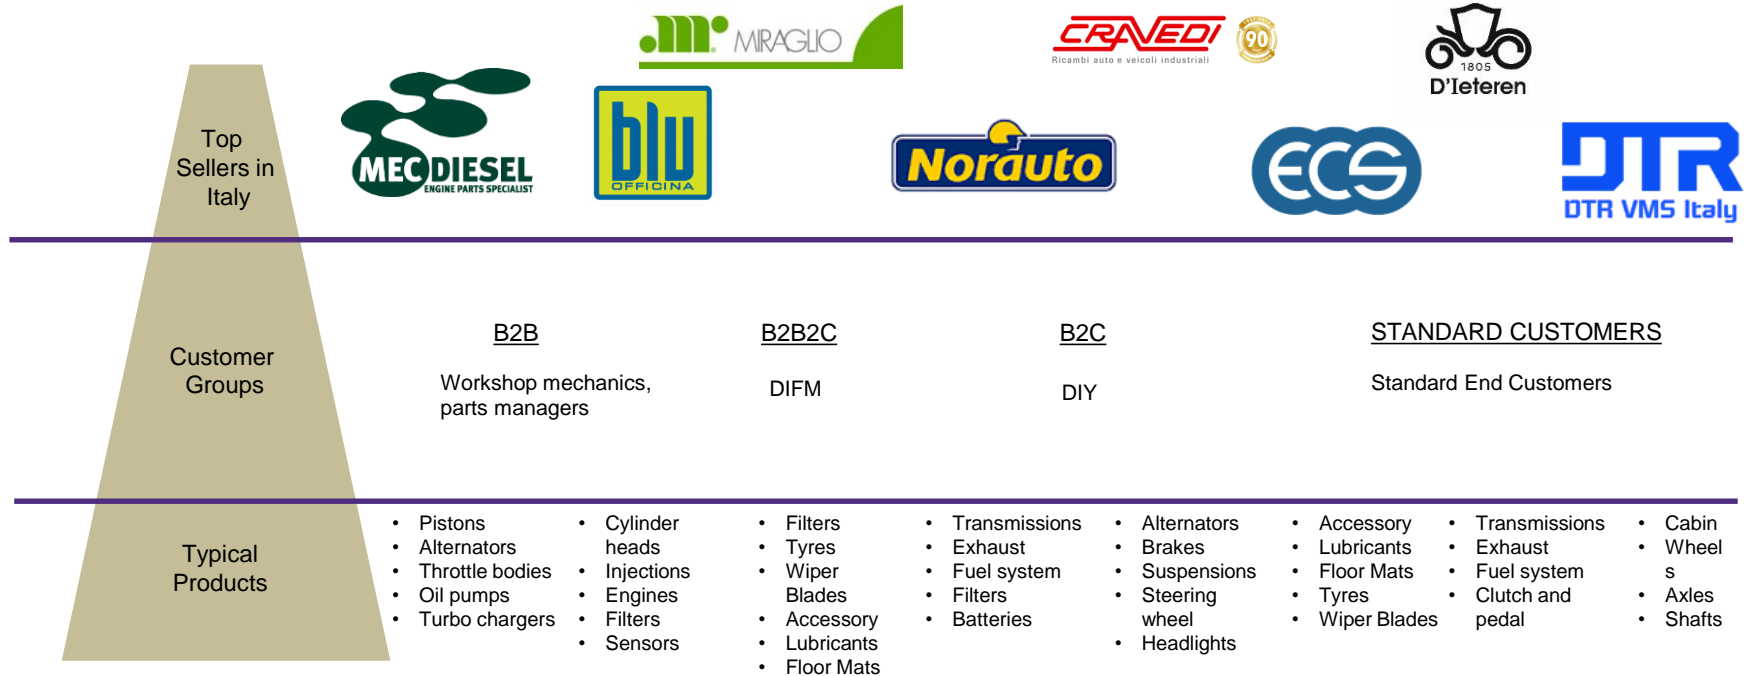 MIRAGLIO
CRAVEDI
Ricambi auto e veicoli industriali
90
1805
D'Ieteren
MECDIESEL
ENGINE PARTS SPECIALIST
blu
OFFICINA
Norauto
ECS
DTR
DTR VMS Italy
Top
Sellers in
Italy
Customer
Groups
B2B
Workshop mechanics,
parts managers
B2B2C
DIFM
B2C
DIY
STANDARD CUSTOMERS
Standard End Customers
Typical
Products
• Pistons
• Alternators
• Throttle bodies
• Oil pumps
• Turbo chargers
• Cylinder
heads
• Injections
• Engines
• Filters
• Sensors
• Filters
• Tyres
• Wiper
Blades
• Accessory
• Lubricants
• Floor Mats
• Transmissions
• Exhaust
• Fuel system
• Filters
• Batteries
• Alternators
• Brakes
• Suspensions
• Steering
wheel
• Headlights
• Accessory
• Lubricants
• Floor Mats
• Tyres
• Wiper Blades
• Transmissions
• Exhaust
• Fuel system
• Clutch and
pedal
• Cabin
• Wheel
s
• Axles
• Shafts